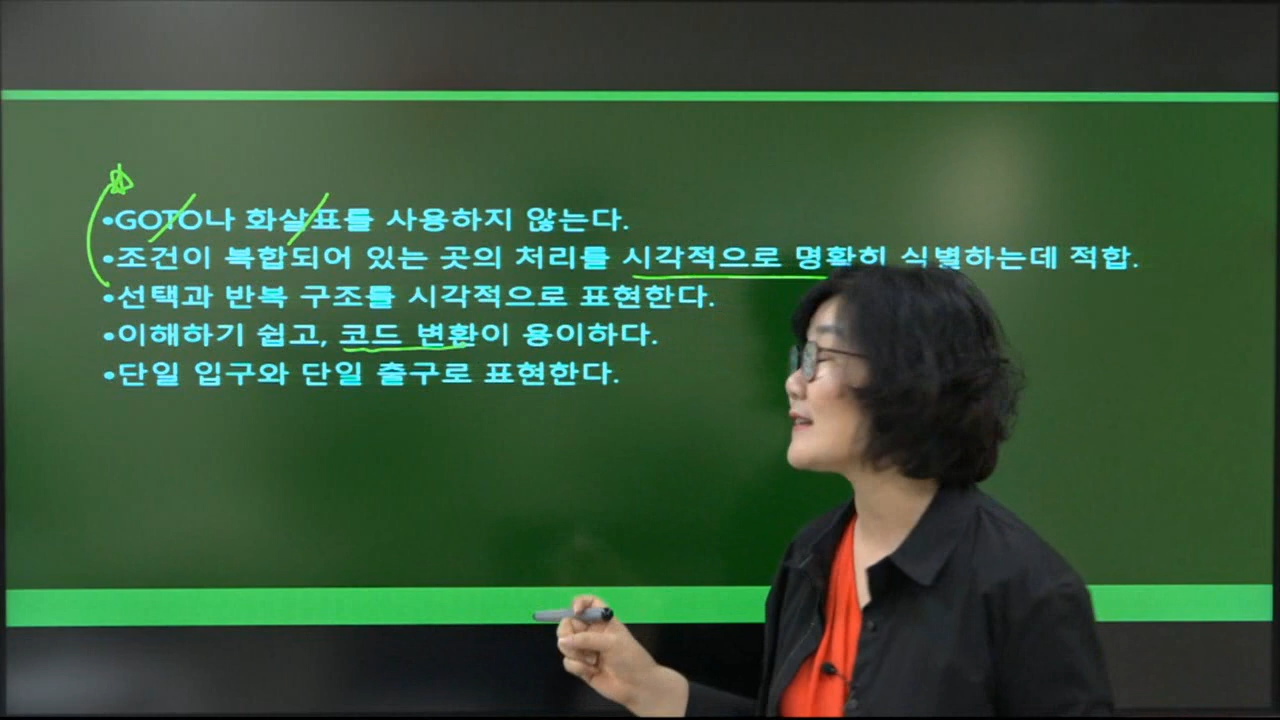 •GOTO나 화살표를 사용하지 않는다.
•조건이 복합되어 있는 곳의 처리를 시각적으로 명확히 식별하는데 적합.
•선택과 반복 구조를 시각적으로 표현한다.
•이해하기 쉽고, 코드 변환이 용이하다.
•단일 입구와 단일 출구로 표현한다.